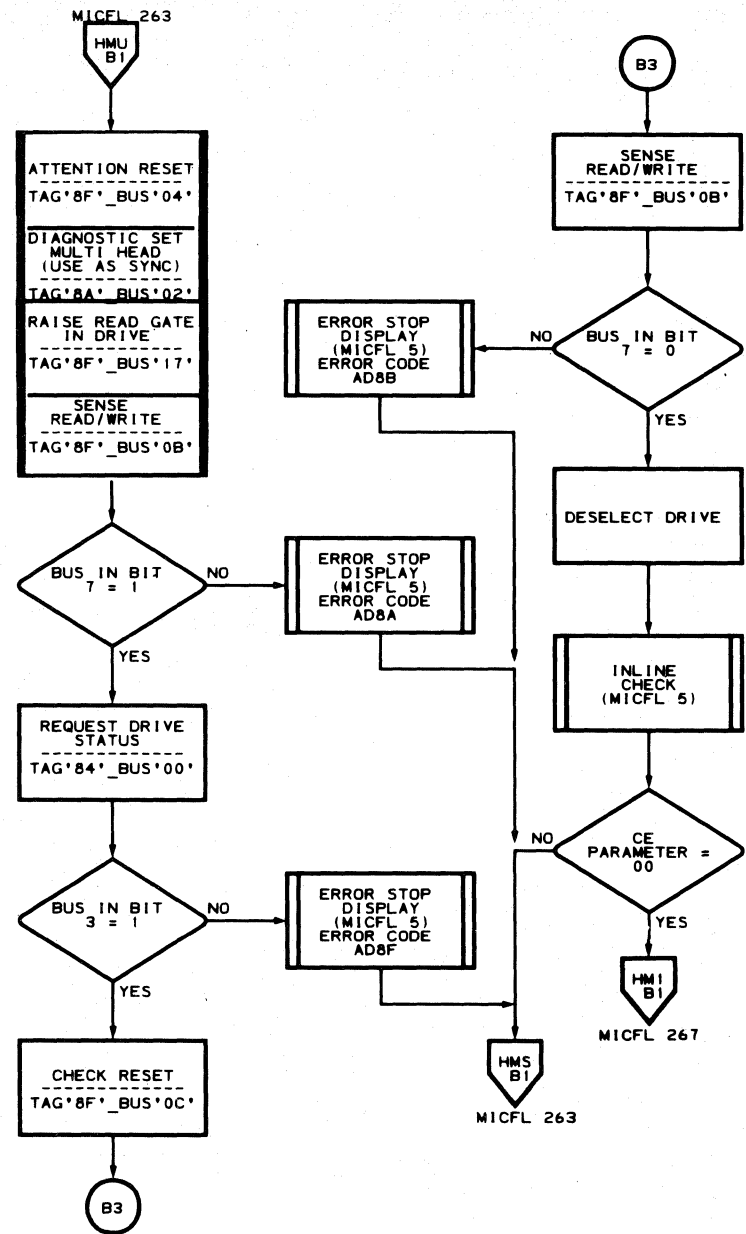 MICFL 263
HMU
B1
ATTENTION RESET
TAG'8F'_BUS'04'
DIAGNOSTIC SET
MULTI HEAD
(USE AS SYNC)
TAG'8A'_BUS'02'
RAISE READ GATE
IN DRIVE
TAG'8F'_BUS'17'
SENSE
READ/WRITE
TAG'8F'_BUS'0B'
BUS IN BIT
7 = 1
NO
YES
ERROR STOP
DISPLAY
(MICFL 5)
ERROR CODE
AD8A
REQUEST DRIVE
STATUS
TAG'84'_BUS'00'
BUS IN BIT
3 = 1
NO
YES
ERROR STOP
DISPLAY
(MICFL 5)
ERROR CODE
AD8F
CHECK RESET
TAG'8F'_BUS'0C'
B3
B3
SENSE
READ/WRITE
TAG'8F'_BUS'0B'
BUS IN BIT
7 = 0
NO
YES
ERROR STOP
DISPLAY
(MICFL 5)
ERROR CODE
AD8B
DESELECT DRIVE
INLINE
CHECK
(MICFL 5)
CE
PARAMETER =
00
NO
YES
HMI
B1
MICFL 267
HMS
B1
MICFL 263